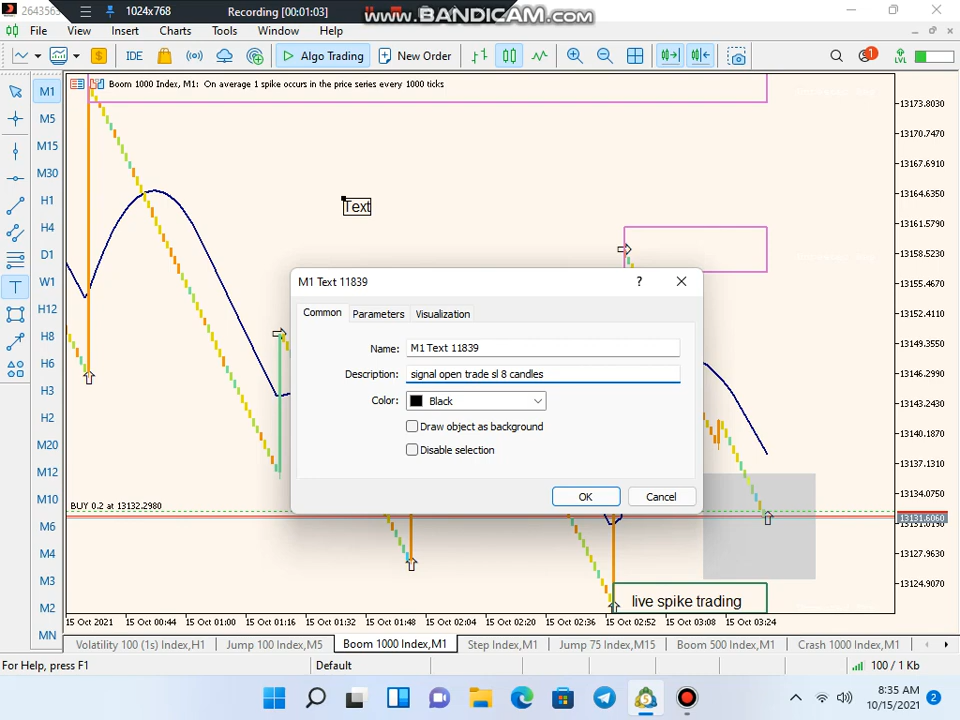 2643563
1024x768
Recording [00:01:03]
www.BANDICAM.com
File View Insert Charts Tools Window Help
IDE
Algo Trading
New Order
1
LVL
Boom 1000 Index, M1: On average 1 spike occurs in the price series every 1000 ticks
M1
M5
M15
M30
H1
H4
D1
W1
H12
H8
H6
H3
H2
M20
M12
M10
M6
M4
M3
M2
MN
Text
M1 Text 11839
?
Common Parameters Visualization
Name: M1 Text 11839
Description: signal open trade sl 8 candles
Color: Black
Draw object as background
Disable selection
OK Cancel
BUY 0.2 at 13132.2980
live spike trading
13173.8030
13170.7470
13167.6910
13164.6350
13161.5790
13158.5230
13155.4670
13152.4110
13149.3550
13146.2990
13143.2430
13140.1870
13137.1310
13134.0750
13131.6060
13127.9630
13124.9070
15 Oct 2021 15 Oct 00:44 15 Oct 01:00 15 Oct 01:16 15 Oct 01:32 15 Oct 01:48 15 Oct 02:04 15 Oct 02:20 15 Oct 02:36 15 Oct 02:52 15 Oct 03:08 15 Oct 03:24
Volatility 100 (1s) Index,H1 Jump 100 Index,M5 Boom 1000 Index,M1 Step Index,M1 Jump 75 Index,M15 Boom 500 Index,M1 Crash 1000 Index,M1
For Help, press F1 Default 100 / 1 Kb
8:35 AM
10/15/2021
2